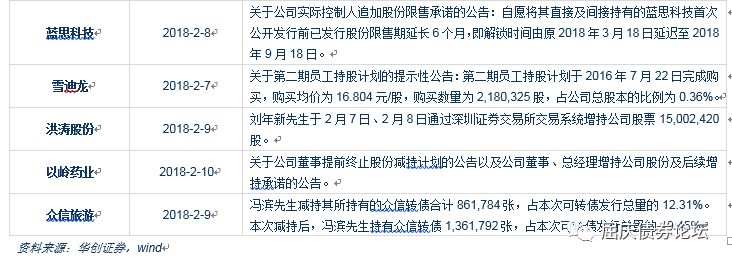 蓝思科技 2018-2-8 关于公司实际控制人追加股份限售承诺的公告：自愿将其直接及间接持有的蓝思科技首次
公开发行前已发行股份限售期延长 6 个月，即解锁时间由原 2018 年 3 月 18 日延迟至 2018
年 9 月 18 日。
雪迪龙 2018-2-7 关于第二期员工持股计划的提示性公告：第二期员工持股计划于 2016 年 7 月 22 日完成购
买，购买均价为 16.804 元/股，购买数量为 2,180,325 股，占公司总股本的比例为 0.36%。
洪涛股份 2018-2-9 刘年新先生于 2 月 7 日、2 月 8 日通过深圳证券交易所交易系统增持公司股票 15,002,420
股。
以岭药业 2018-2-10 关于公司董事提前终止股份减持计划的公告以及公司董事、总经理增持公司股份及后续增
持承诺的公告。
众信旅游 2018-2-9 冯滨先生减持其所持有的众信转债合计 861,784 张，占本次可转债发行总量的 12.31%。
本次减持后，冯滨先生持有众信转债 1,361,792 张，占本次可转债发行总量的 19.45%
资料来源：华创证券，wind
屈庆债券论坛